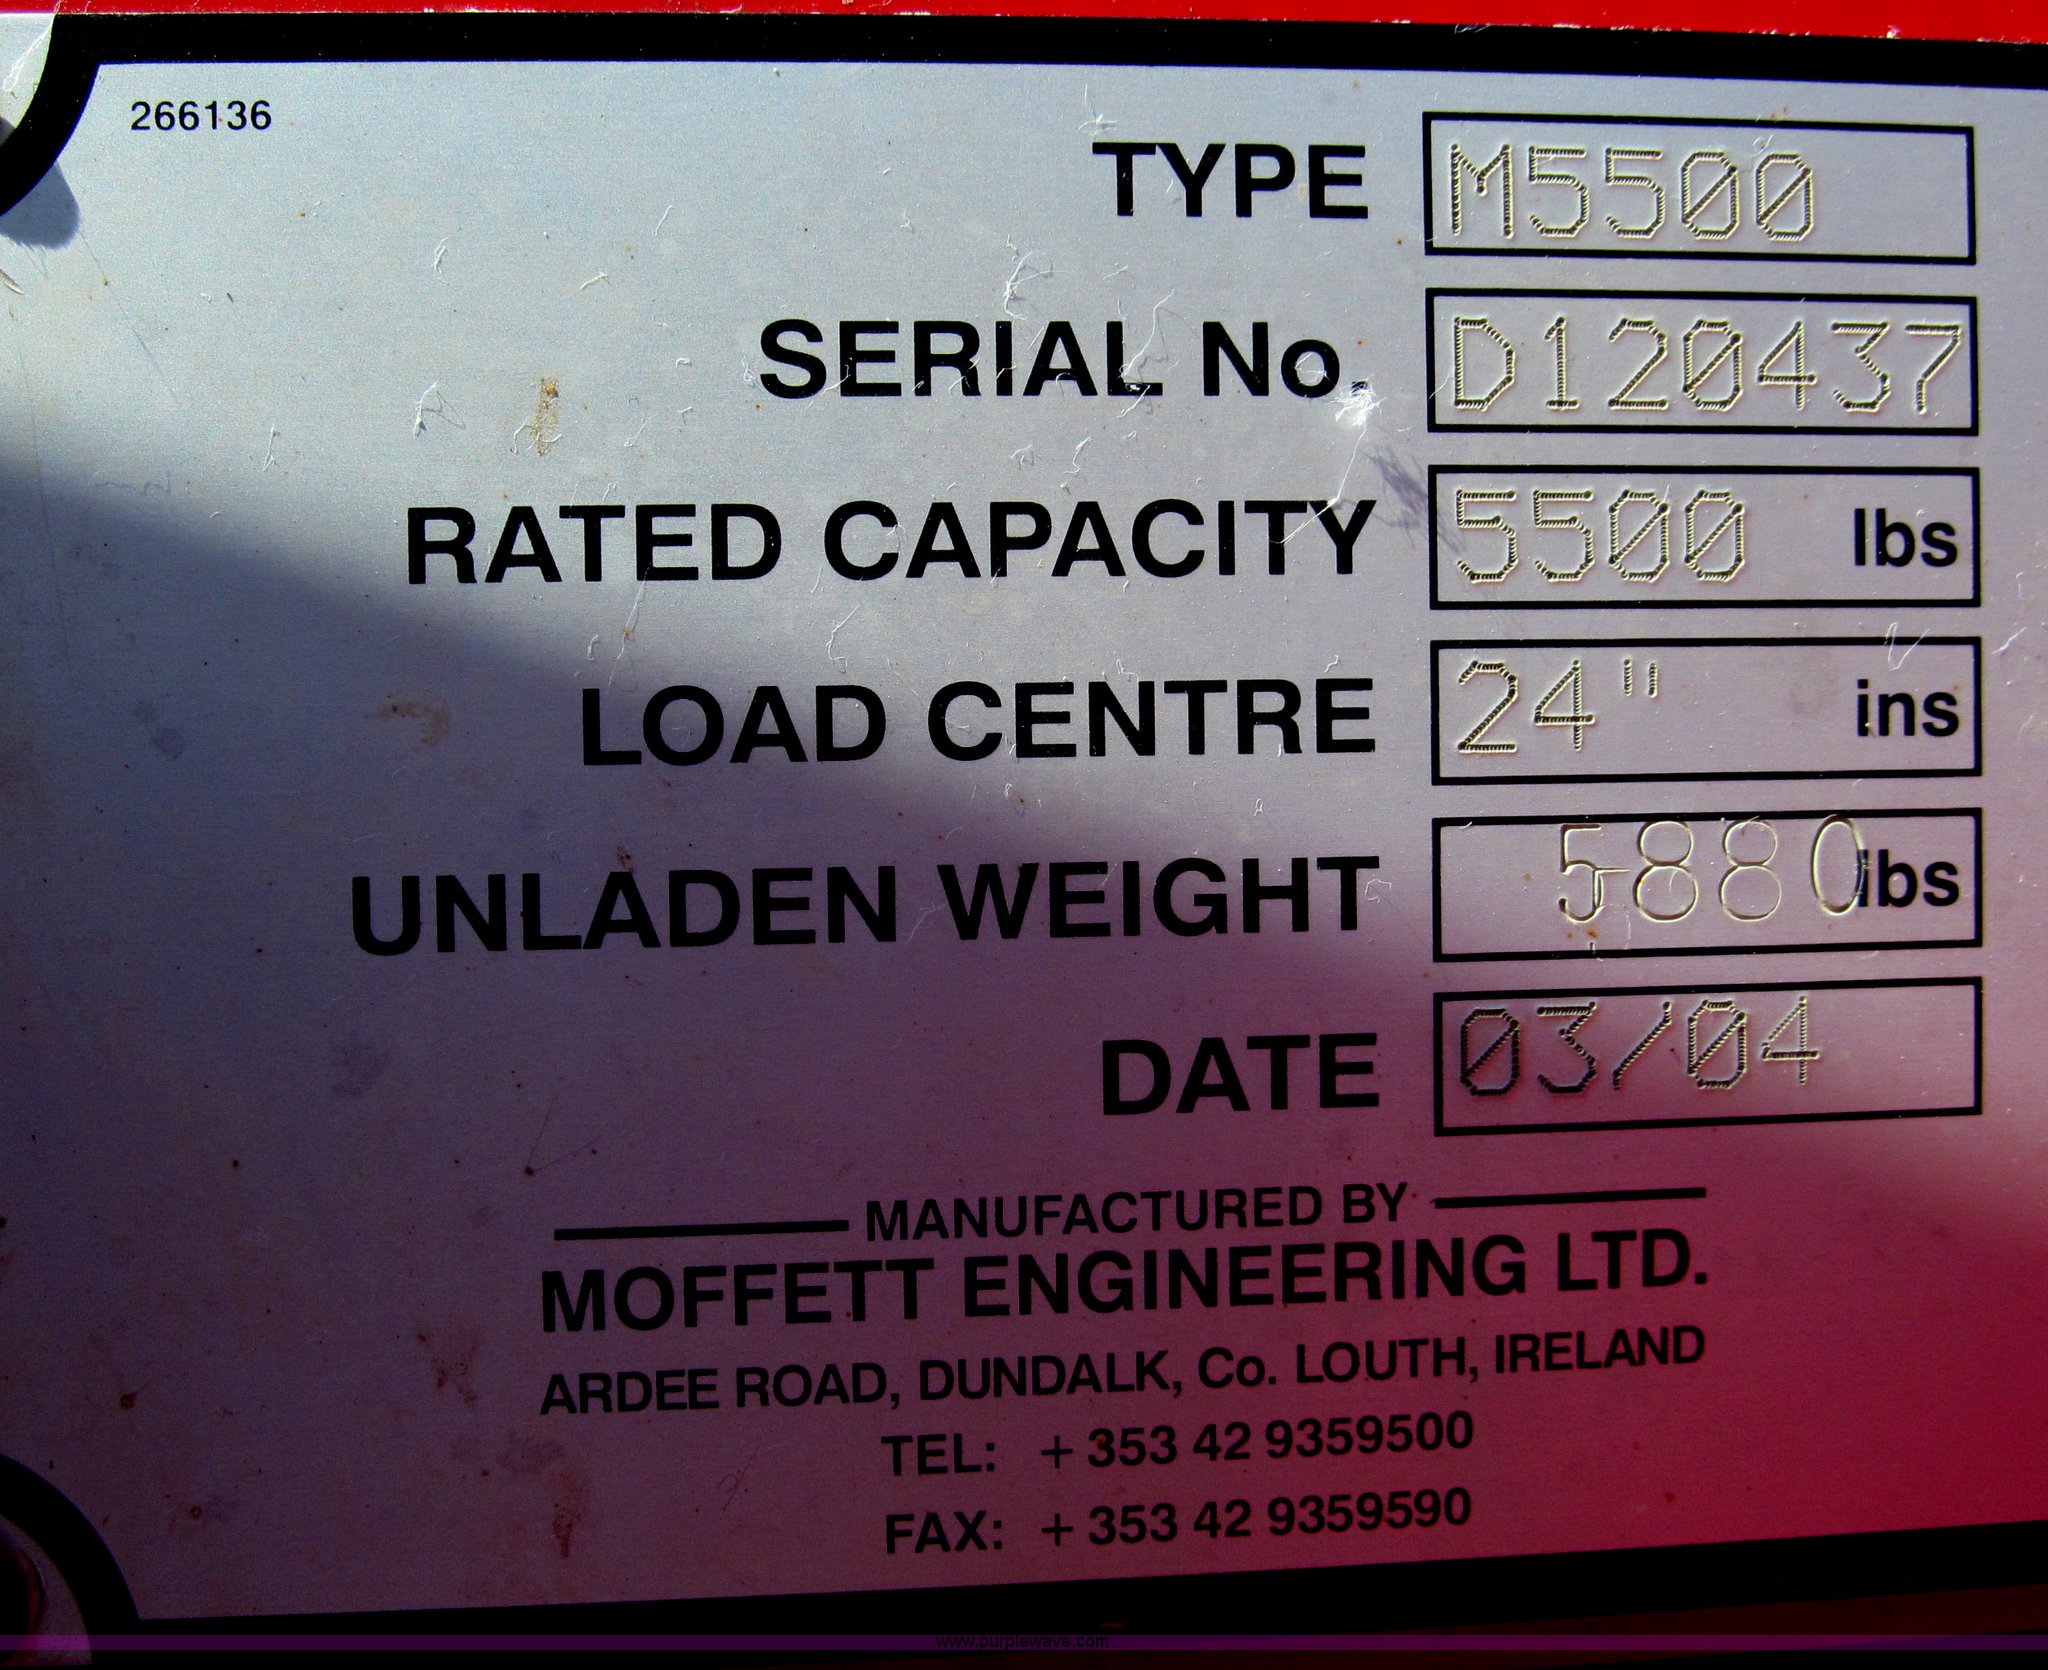 266136
TYPE M5500
SERIAL No. D120437
RATED CAPACITY 5500 lbs
LOAD CENTRE 24" ins
UNLADEN WEIGHT 5880 lbs
DATE 03/04
MANUFACTURED BY
MOFFETT ENGINEERING LTD.
ARDEE ROAD, DUNDALK, Co. LOUTH, IRELAND
TEL: + 353 42 9359500
FAX: + 353 42 9359590
www.purplewave.com